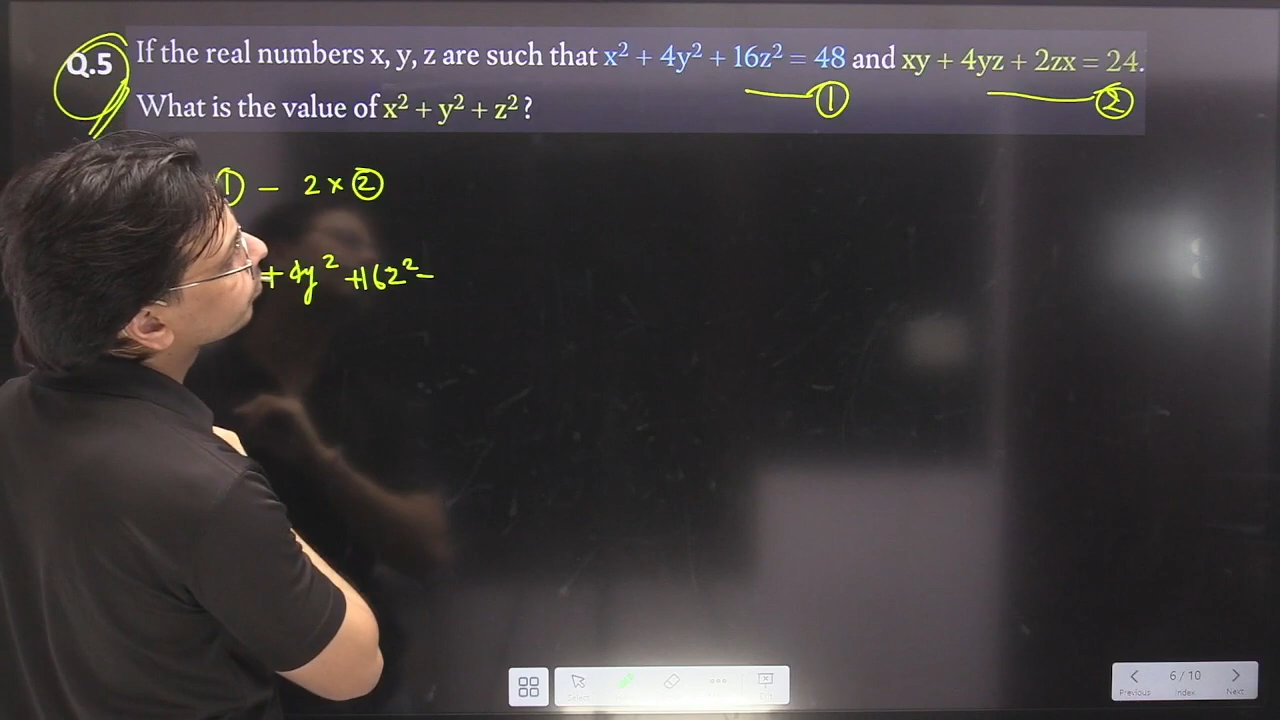 Q.5 If the real numbers x, y, z are such that x² + 4y² + 16z² = 48 and xy + 4yz + 2zx = 24.
① ②
What is the value of x² + y² + z² ?
① − 2 × ②
+ 4y² + 16z² −
Select
6 / 10
Previous Index Next